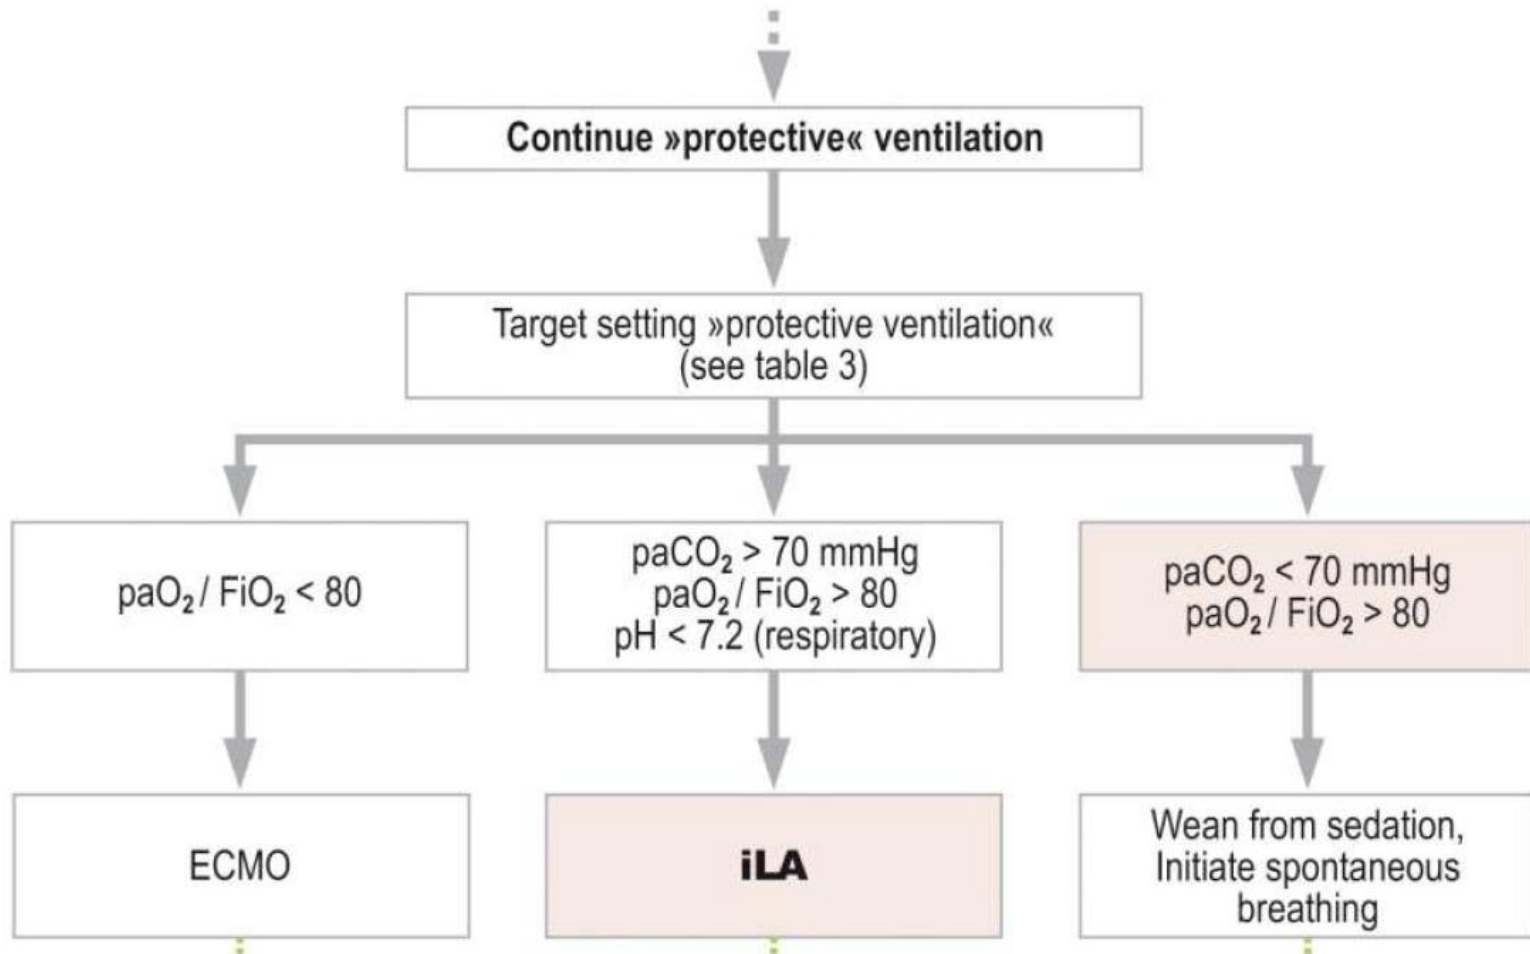 Continue »protective« ventilation
Target setting »protective ventilation«
(see table 3)
paO₂ / FiO₂ < 80
paCO₂ > 70 mmHg
paO₂ / FiO₂ > 80
pH < 7.2 (respiratory)
paCO₂ < 70 mmHg
paO₂ / FiO₂ > 80
ECMO
iLA
Wean from sedation,
Initiate spontaneous
breathing